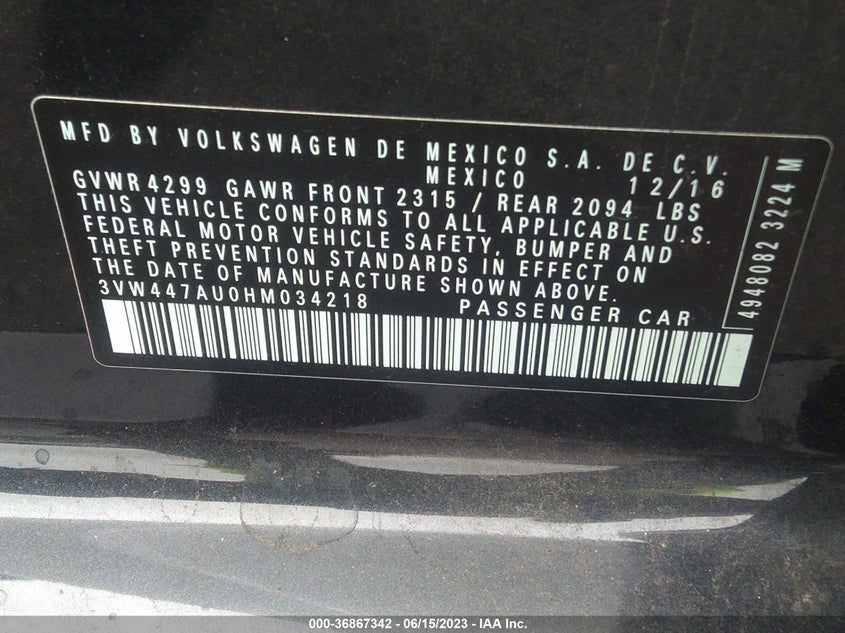 MFD BY VOLKSWAGEN DE MEXICO S.A. DE C.V.
MEXICO 12/16
GVWR 4299 GAWR FRONT 2315 / REAR 2094 LBS
THIS VEHICLE CONFORMS TO ALL APPLICABLE U.S.
FEDERAL MOTOR VEHICLE SAFETY, BUMPER AND
THEFT PREVENTION STANDARDS IN EFFECT ON
THE DATE OF MANUFACTURE SHOWN ABOVE.
3VW447AU0HM034218 PASSENGER CAR
4948082 3224 M
000-36867342 - 06/15/2023 - IAA Inc.